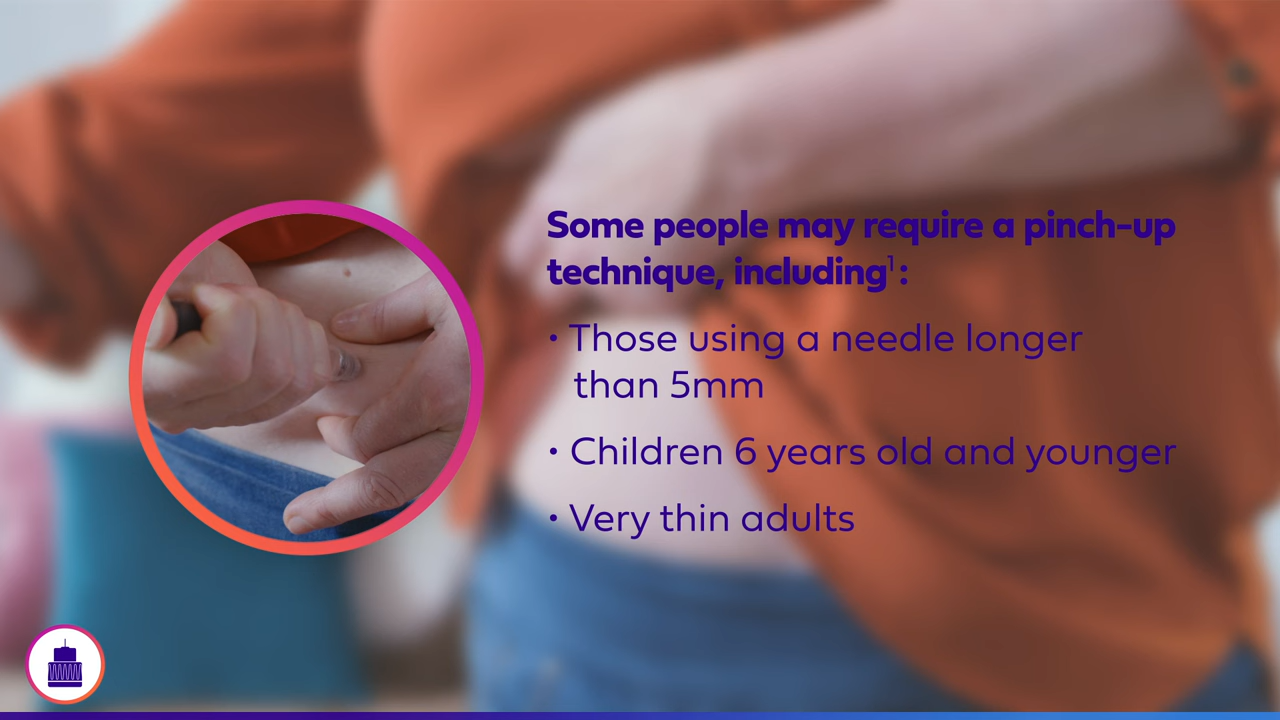 Some people may require a pinch-up
technique, including¹:
• Those using a needle longer
than 5mm
• Children 6 years old and younger
• Very thin adults